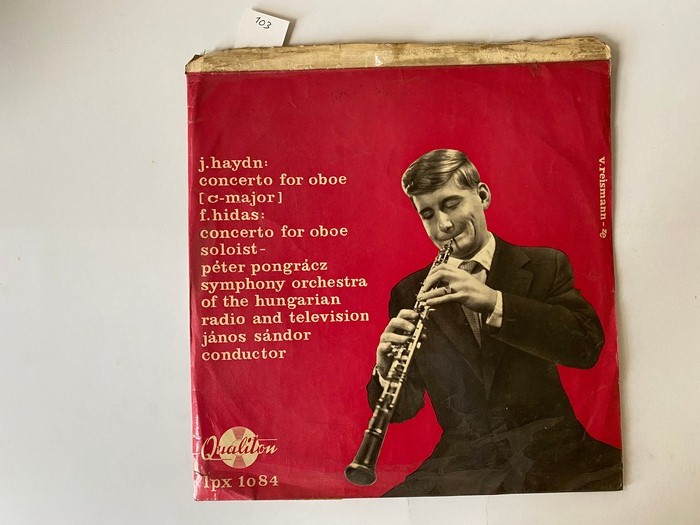 103
j.haydn:
concerto for oboe
[c-major]
f.hidas:
concerto for oboe
soloist-
péter pongrácz
symphony orchestra
of the hungarian
radio and television
jános sándor
conductor
v.reismann -
Qualiton
lpx 1084